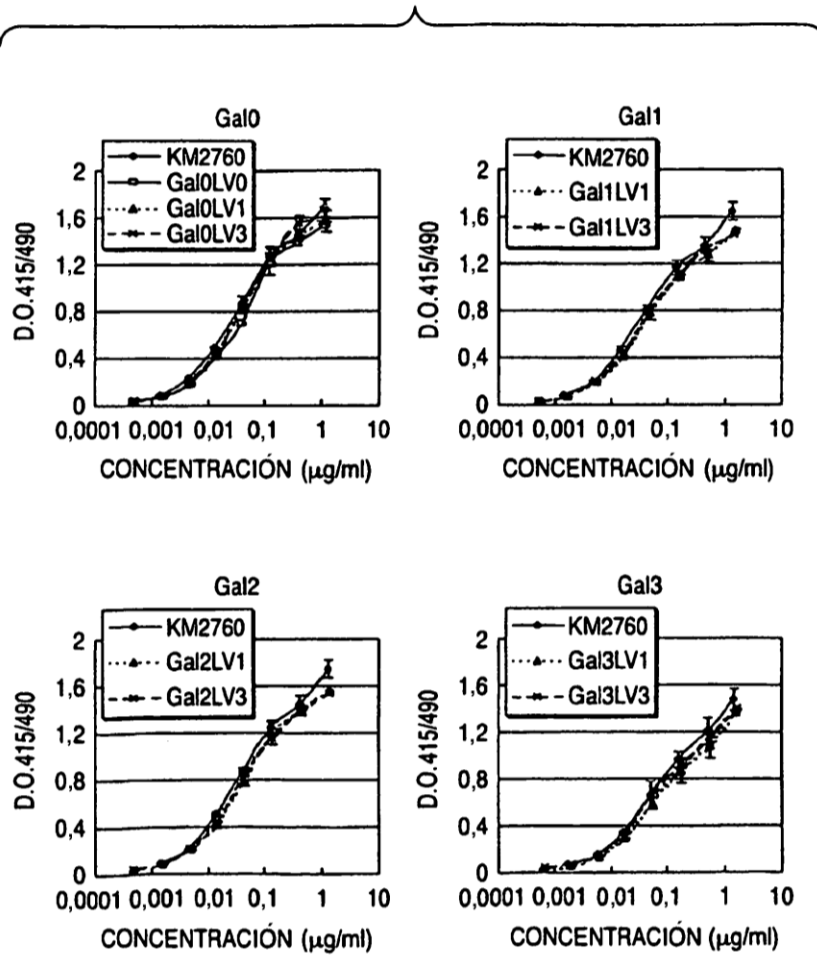 Gal0
KM2760
Gal0LV0
Gal0LV1
Gal0LV3
2
1,6
1,2
0,8
0,4
0
D.O.415/490
0,0001 0,001 0,01 0,1 1 10
CONCENTRACIÓN (µg/ml)
Gal1
KM2760
Gal1LV1
Gal1LV3
2
1,6
1,2
0,8
0,4
0
D.O.415/490
0,0001 0,001 0,01 0,1 1 10
CONCENTRACIÓN (µg/ml)
Gal2
KM2760
Gal2LV1
Gal2LV3
2
1,6
1,2
0,8
0,4
0
D.O.415/490
0,0001 0,001 0,01 0,1 1 10
CONCENTRACIÓN (µg/ml)
Gal3
KM2760
Gal3LV1
Gal3LV3
2
1,6
1,2
0,8
0,4
0
D.O.415/490
0,0001 0,001 0,01 0,1 1 10
CONCENTRACIÓN (µg/ml)